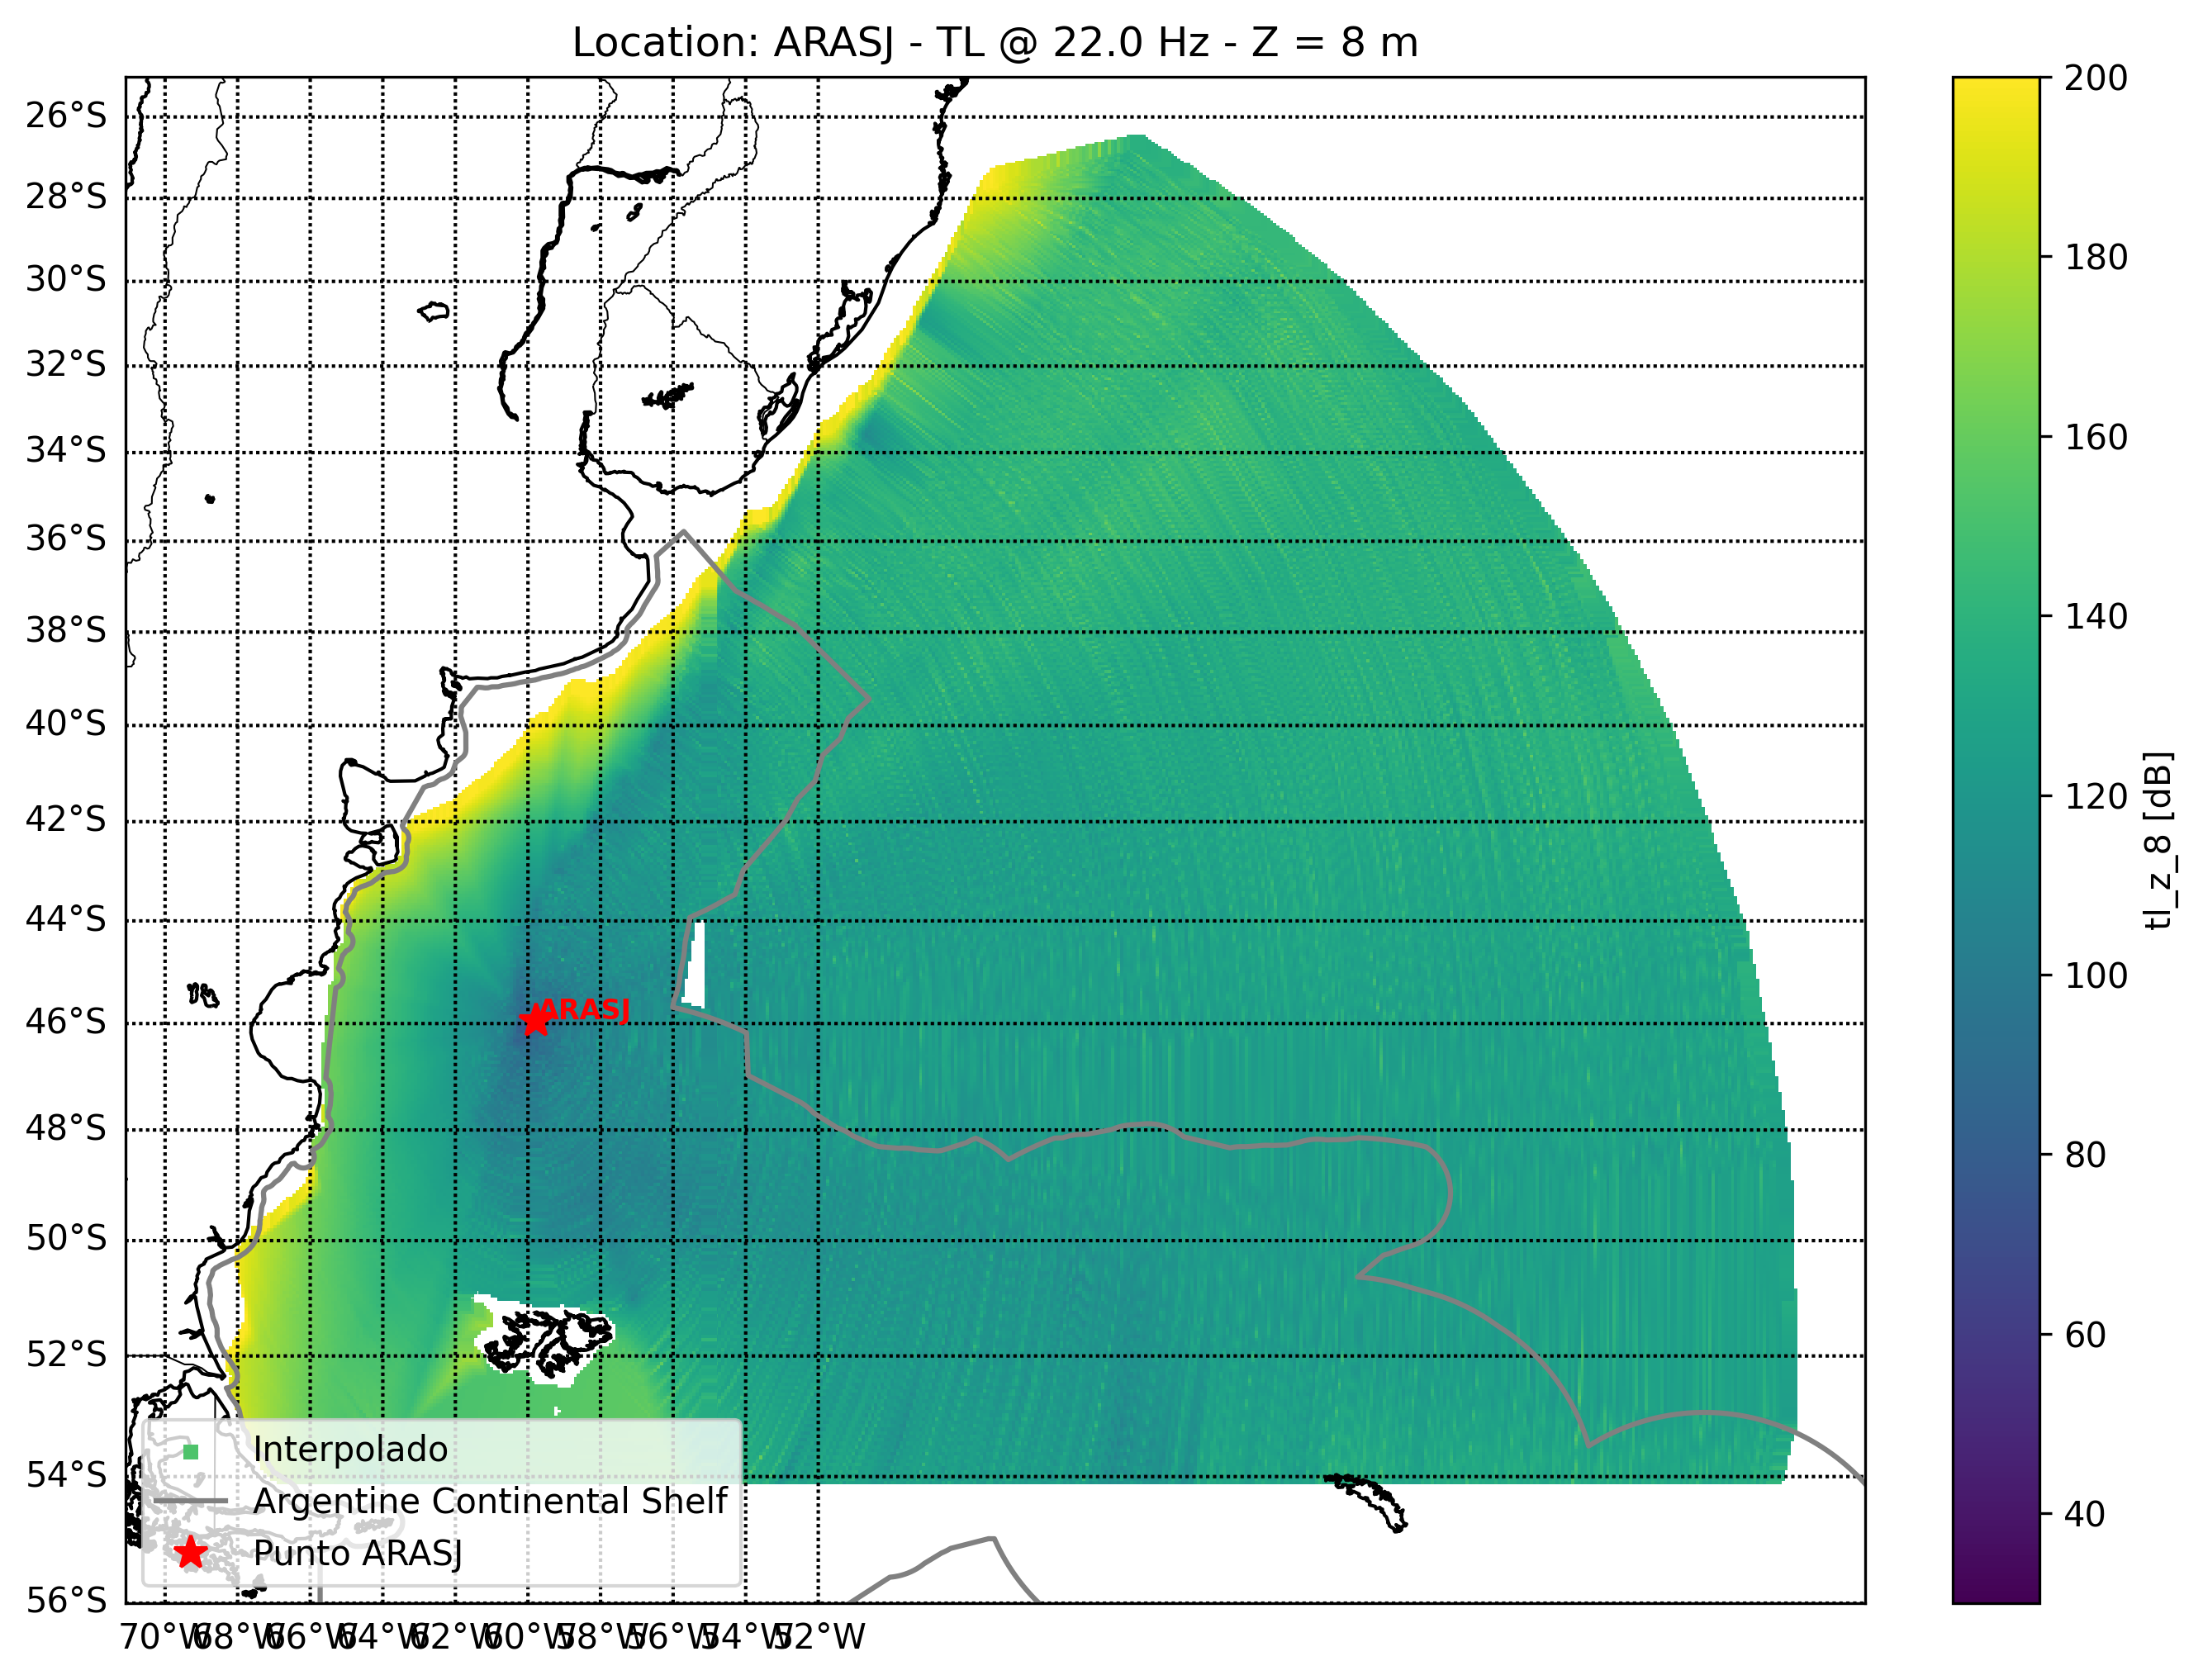 Location: ARASJ - TL @ 22.0 Hz - Z = 8 m
26°S
28°S
30°S
32°S
34°S
36°S
38°S
40°S
42°S
44°S
46°S
48°S
50°S
52°S
54°S
56°S
ARASJ
Interpolado
Argentine Continental Shelf
Punto ARASJ
70°W 68°W 66°W 64°W 62°W 60°W 58°W 56°W 54°W 52°W
200
180
160
140
120
100
80
60
40
tl_z_8 [dB]